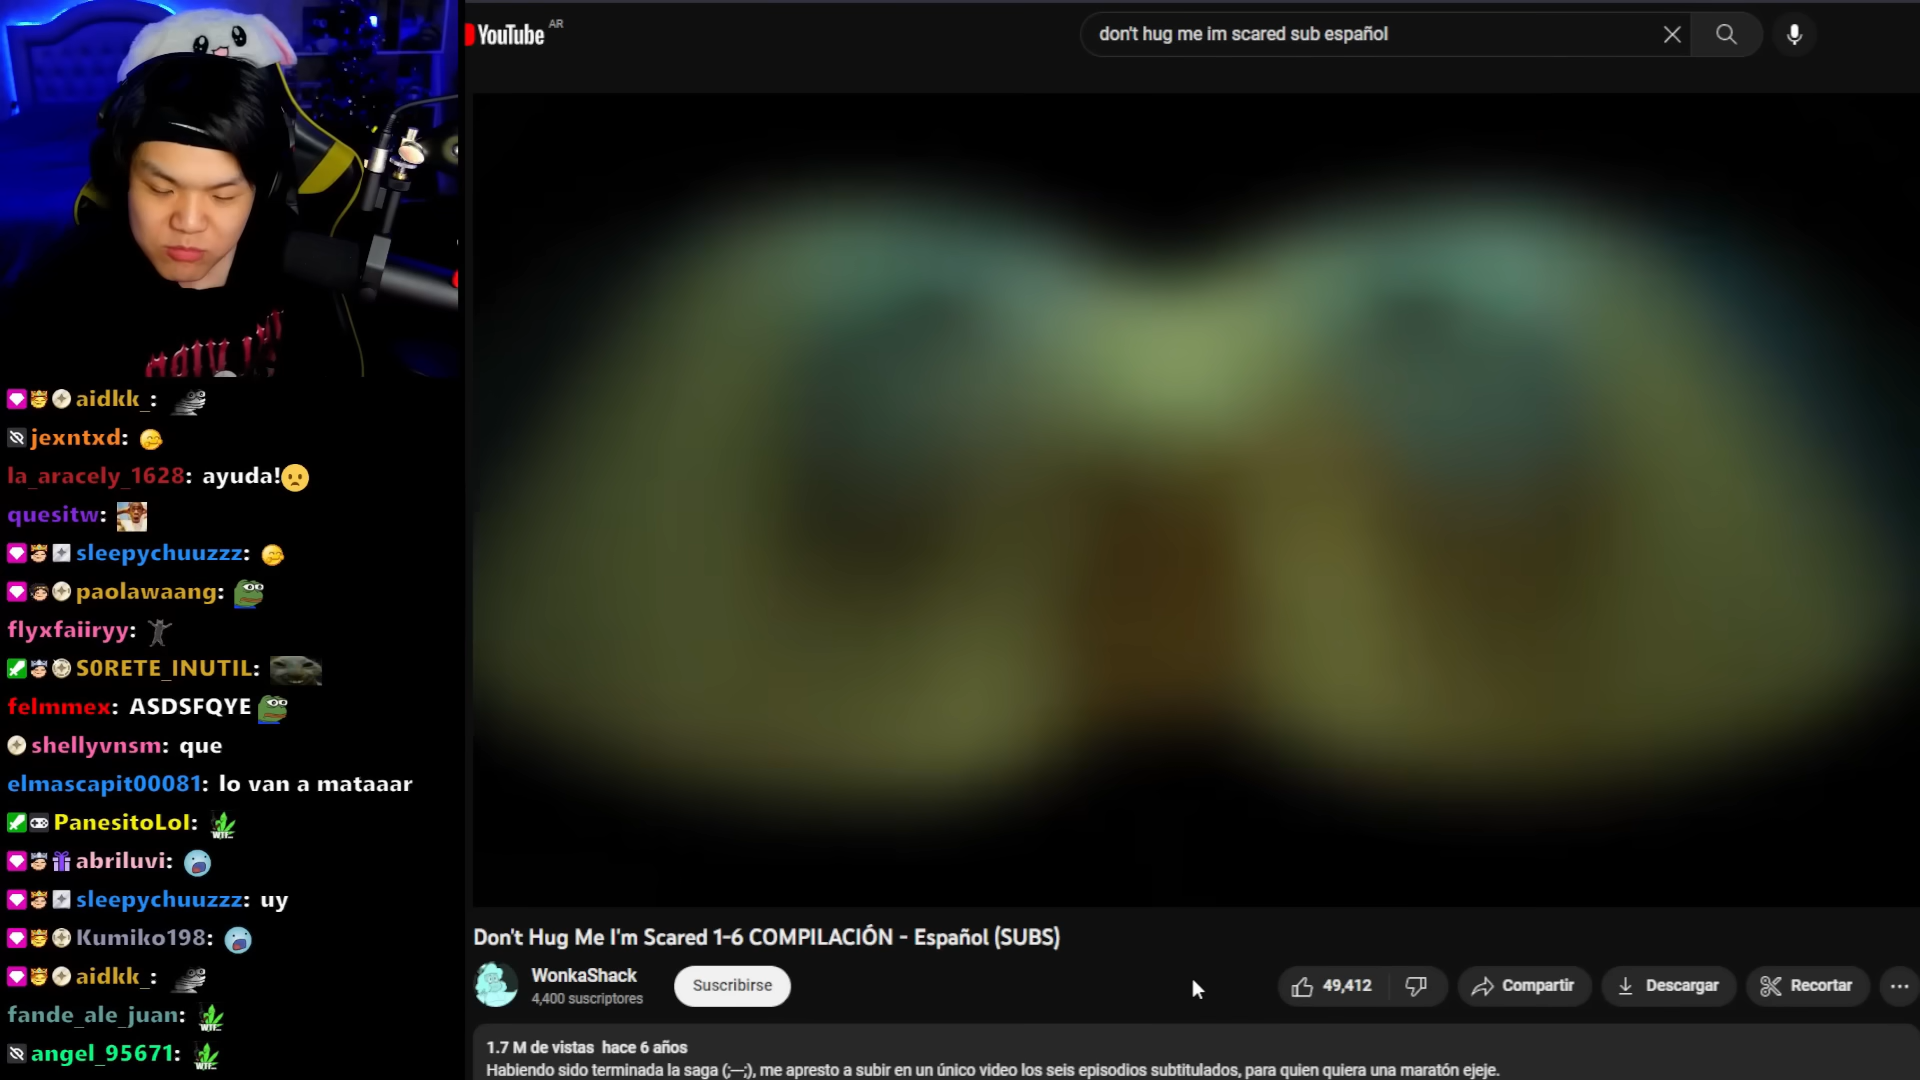 YouTube AR
don't hug me im scared sub español
aidkk_:
jexntxd:
la_aracely_1628: ayuda!
quesitw:
sleepychuuzzz:
paolawaang:
flyxfaiiryy:
S0RETE_INUTIL:
felmmex: ASDSFQYE
shellyvnsm: que
elmascapit00081: lo van a mataaar
PanesitoLol:
WTF...
abriluvi:
sleepychuuzzz: uy
Kumiko198:
aidkk_:
fande_ale_juan:
WTF...
angel_95671:
WTF...
Don't Hug Me I'm Scared 1-6 COMPILACIÓN - Español (SUBS)
WonkaShack
4,400 suscriptores
Suscribirse
49,412
Compartir
Descargar
Recortar
1.7 M de vistas hace 6 años
Habiendo sido terminada la saga (;—;), me apresto a subir en un único video los seis episodios subtitulados, para quien quiera una maratón ejeje.